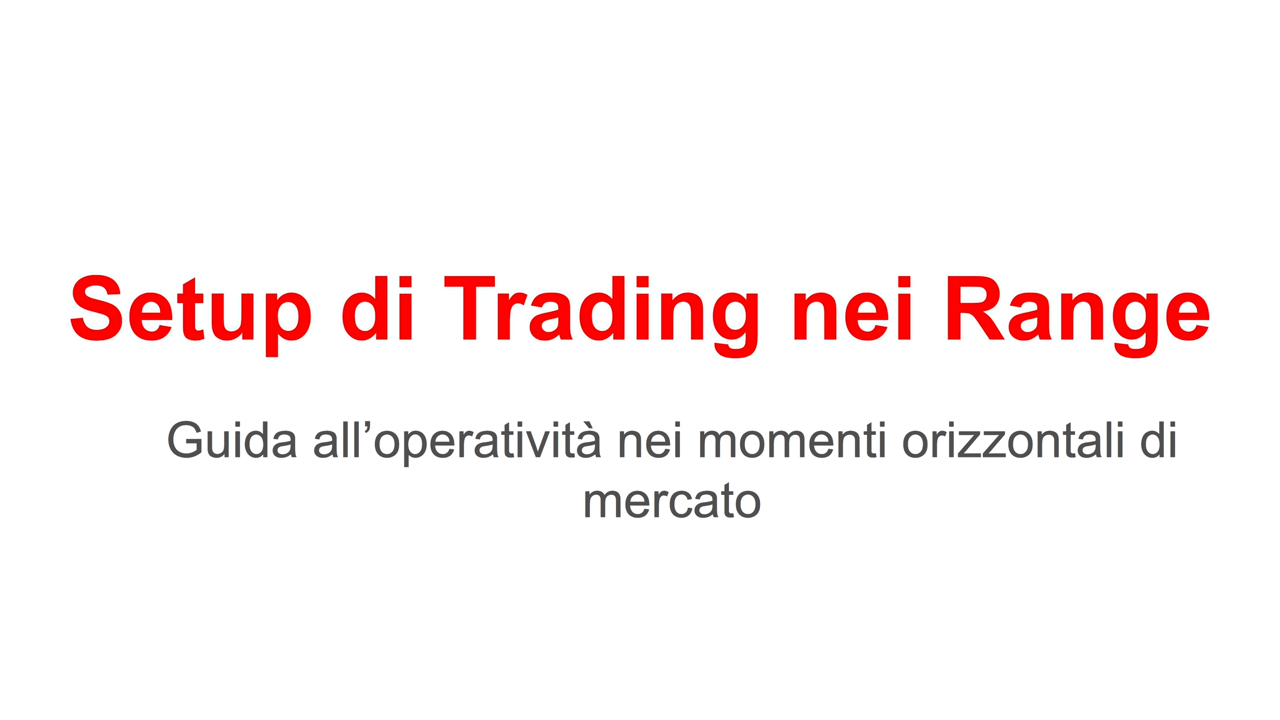 Setup di Trading nei Range
Guida all’operatività nei momenti orizzontali di
mercato